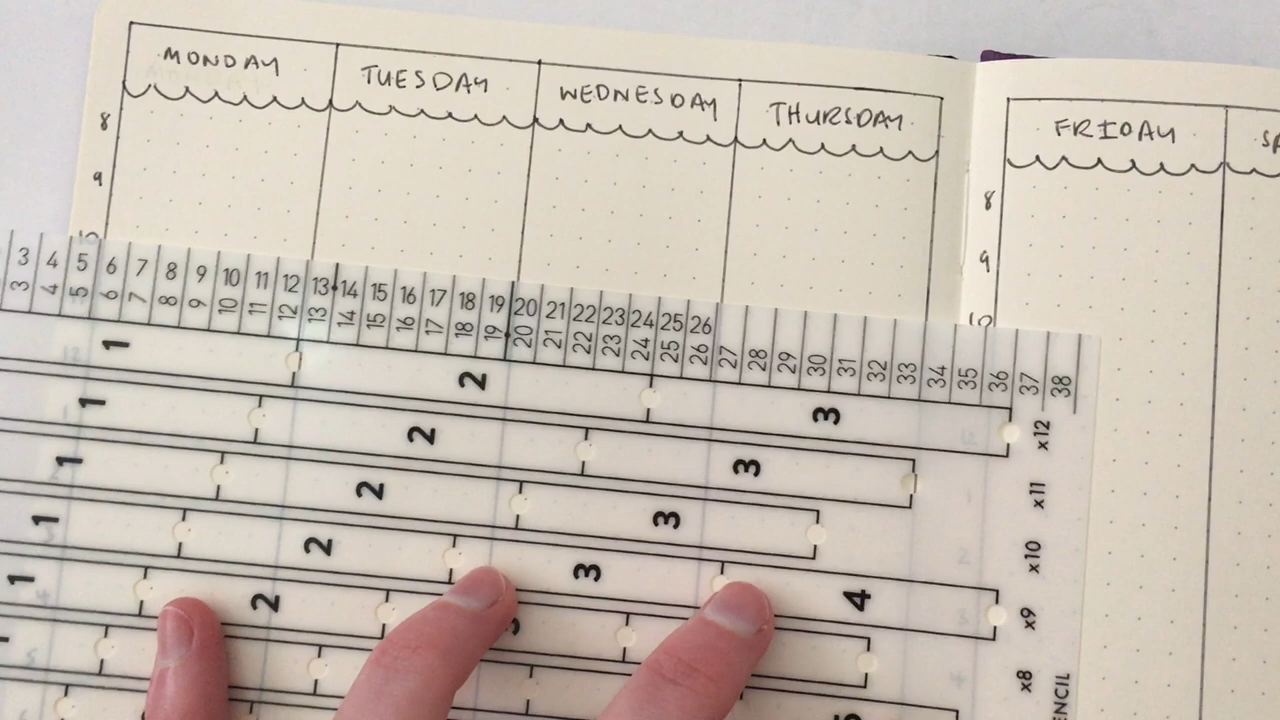 MONDAY TUESDAY WEDNESDAY THURSDAY FRIDAY
8 8
9 9
10
3 4 5 6 7 8 9 10 11 12 13 14 15 16 17 18 19 20 21 22 23 24 25 26
3 4 5 6 7 8 9 10 11 12 13 14 15 16 17 18 19 20 21 22 23 24 25 26 27 28 29 30 31 32 33 34 35 36 37 38
1 2 3 x12
1 2 3 x11
1 2 3 x10
1 2 3 4 x9
1 2 x8